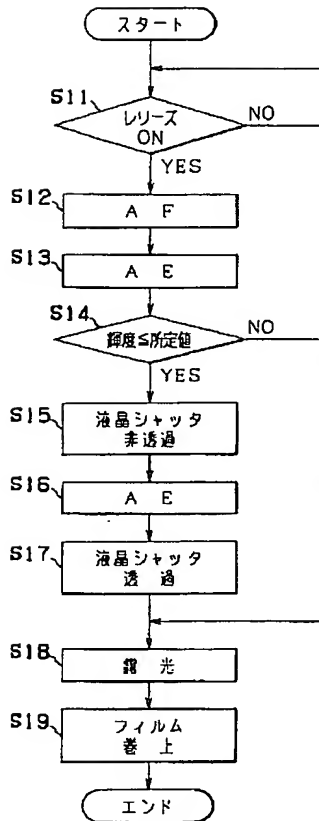 スタート
S11
レリーズ
ON
NO
YES
S12
A F
S13
A E
S14
輝度≦所定値
NO
YES
S15
液晶シャッタ
非透過
S16
A E
S17
液晶シャッタ
透 過
S18
露 光
S19
フィルム
巻 上
エンド